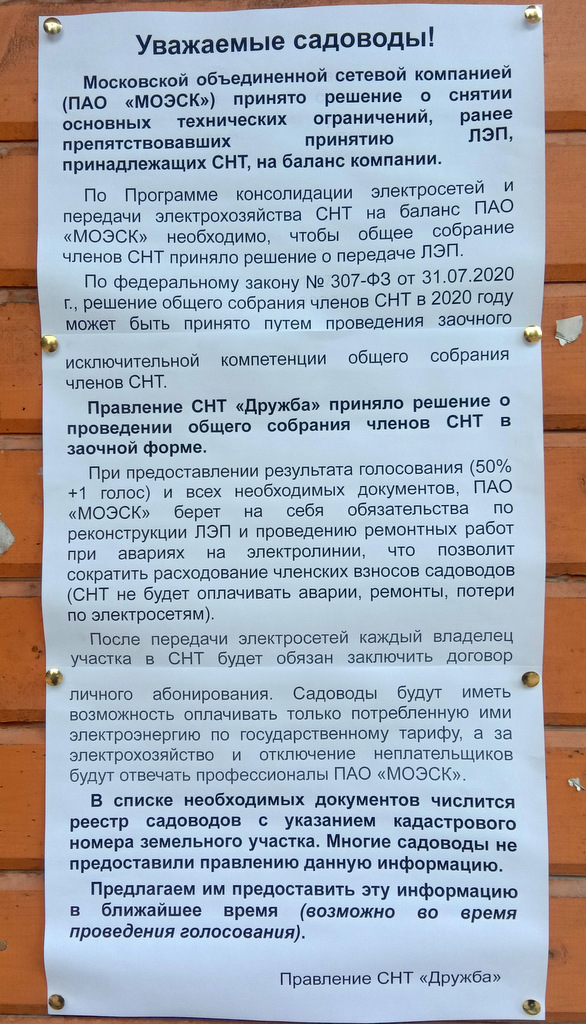 Уважаемые садоводы!
Московской объединенной сетевой компанией
(ПАО «МОЭСК») принято решение о снятии
основных технических ограничений, ранее
препятствовавших принятию ЛЭП,
принадлежащих СНТ, на баланс компании.
По Программе консолидации электросетей и
передачи электрохозяйства СНТ на баланс ПАО
«МОЭСК» необходимо, чтобы общее собрание
членов СНТ приняло решение о передаче ЛЭП.
По федеральному закону № 307-ФЗ от 31.07.2020
г., решение общего собрания членов СНТ в 2020 году
может быть принято путем проведения заочного
исключительной компетенции общего собрания
членов СНТ.
Правление СНТ «Дружба» приняло решение о
проведении общего собрания членов СНТ в
заочной форме.
При предоставлении результата голосования (50%
+1 голос) и всех необходимых документов, ПАО
«МОЭСК» берет на себя обязательства по
реконструкции ЛЭП и проведению ремонтных работ
при авариях на электролинии, что позволит
сократить расходование членских взносов садоводов
(СНТ не будет оплачивать аварии, ремонты, потери
по электросетям).
После передачи электросетей каждый владелец
участка в СНТ будет обязан заключить договор
личного абонирования. Садоводы будут иметь
возможность оплачивать только потребленную ими
электроэнергию по государственному тарифу, а за
электрохозяйство и отключение неплательщиков
будут отвечать профессионалы ПАО «МОЭСК».
В списке необходимых документов числится
реестр садоводов с указанием кадастрового
номера земельного участка. Многие садоводы не
предоставили правлению данную информацию.
Предлагаем им предоставить эту информацию
в ближайшее время (возможно во время
проведения голосования).
Правление СНТ «Дружба»